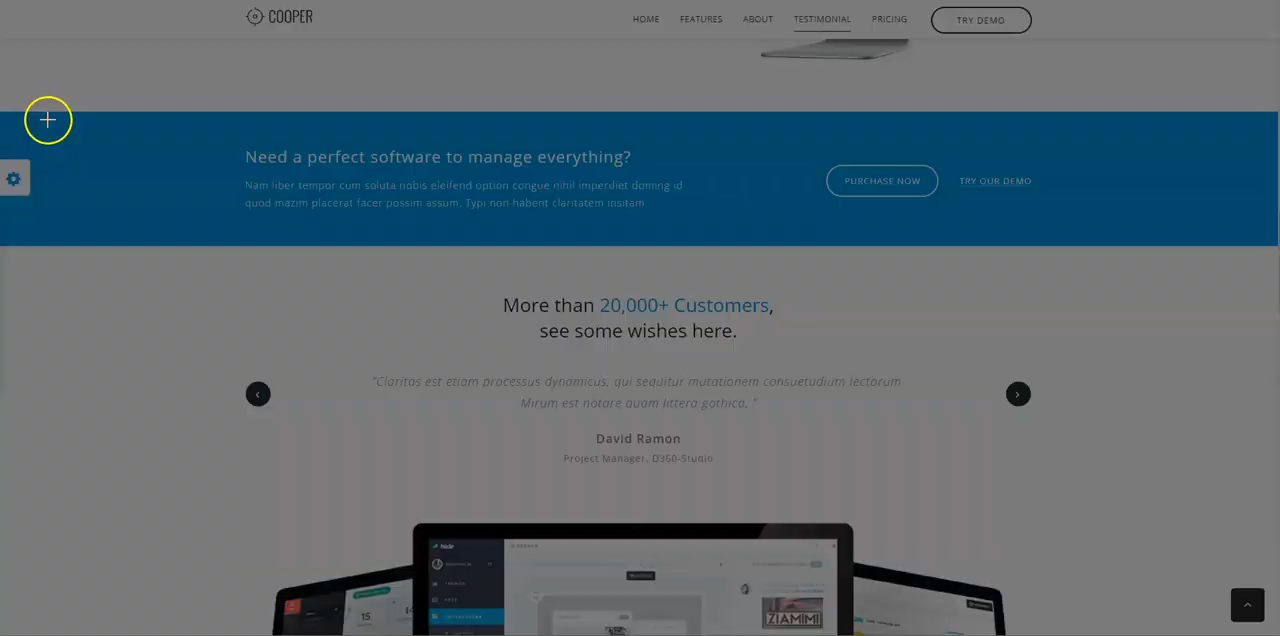 COOPER
HOME FEATURES ABOUT TESTIMONIAL PRICING TRY DEMO
Need a perfect software to manage everything?
Nam liber tempor cum soluta nobis eleifend option congue nihil imperdiet doming id
quod mazim placerat facer possim assum. Typi non habent claritatem insitam
PURCHASE NOW TRY OUR DEMO
More than 20,000+ Customers,
see some wishes here.
"Claritas est etiam processus dynamicus, qui sequitur mutationem consuetudium lectorum
Mirum est notare quam littera gothica, "
David Ramon
Project Manager, D360-Studio
15
ZIAMIMI